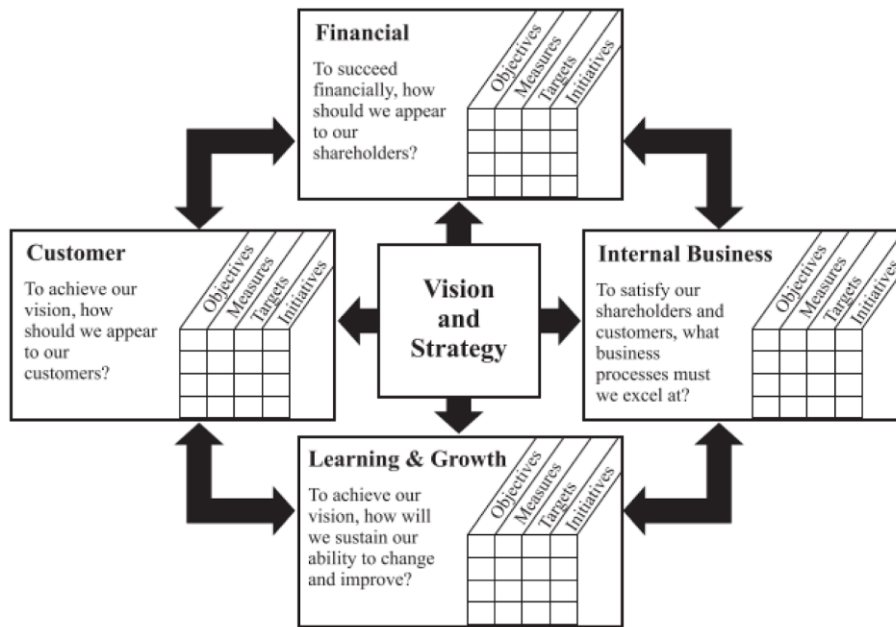 Financial
To succeed
financially, how
should we appear
to our
shareholders?
Objectives
Measures
Targets
Initiatives
Customer
To achieve our
vision, how
should we appear
to our
customers?
Objectives
Measures
Targets
Initiatives
Vision
and
Strategy
Internal Business
To satisfy our
shareholders and
customers, what
business
processes must
we excel at?
Objectives
Measures
Targets
Initiatives
Learning & Growth
To achieve our
vision, how will
we sustain our
ability to change
and improve?
Objectives
Measures
Targets
Initiatives